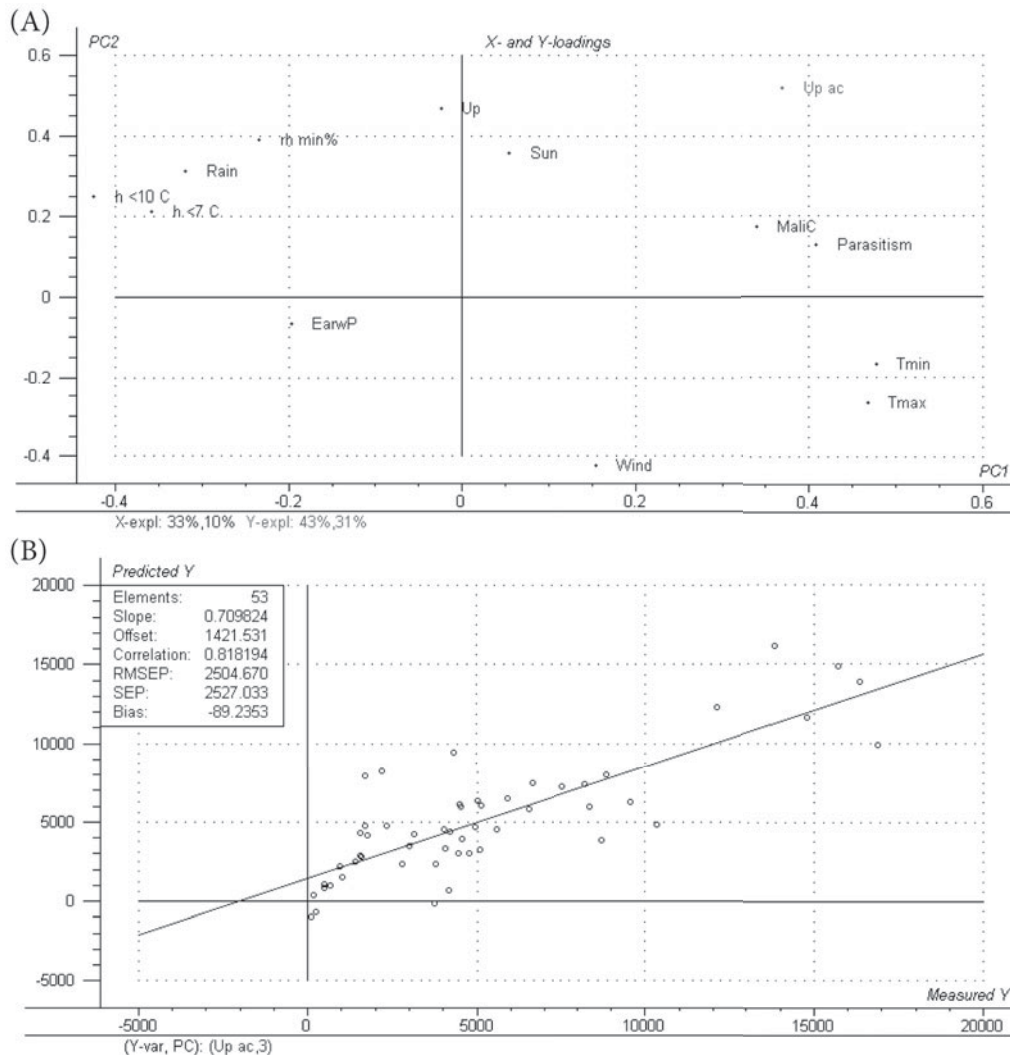 (A)
PC2
X- and Y-loadings
0.6
Up ac
Up
0.4
rh min%
Sun
Rain
h <10 C
h <7 C
0.2
MaliC
Parasitism
0
EarwP
Tmin
-0.2
Tmax
-0.4
Wind
PC1
-0.4 -0.2 0 0.2 0.4 0.6
X-expl: 33%,10% Y-expl: 43%,31%
(B)
Predicted Y
20000
Elements: 53
Slope: 0.709824
Offset: 1421.531
Correlation: 0.818194
RMSEP: 2504.670
SEP: 2527.033
Bias: -89.2353
15000
10000
5000
0
-5000
Measured Y
-5000 0 5000 10000 15000 20000
(Y-var, PC): (Up ac,3)